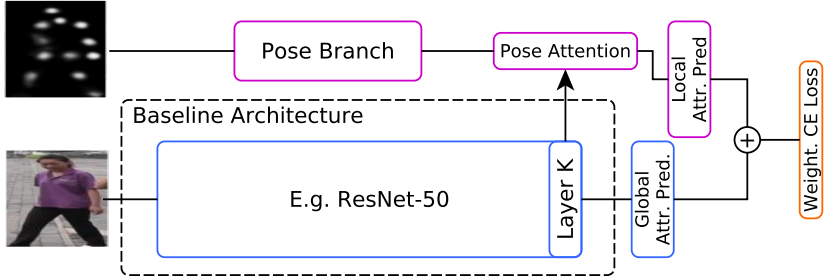 Pose Branch
Pose Attention
Local
Attr. Pred
Baseline Architecture
E.g. ResNet-50
Layer K
Global
Attr. Pred.
+
Weight. CE Loss